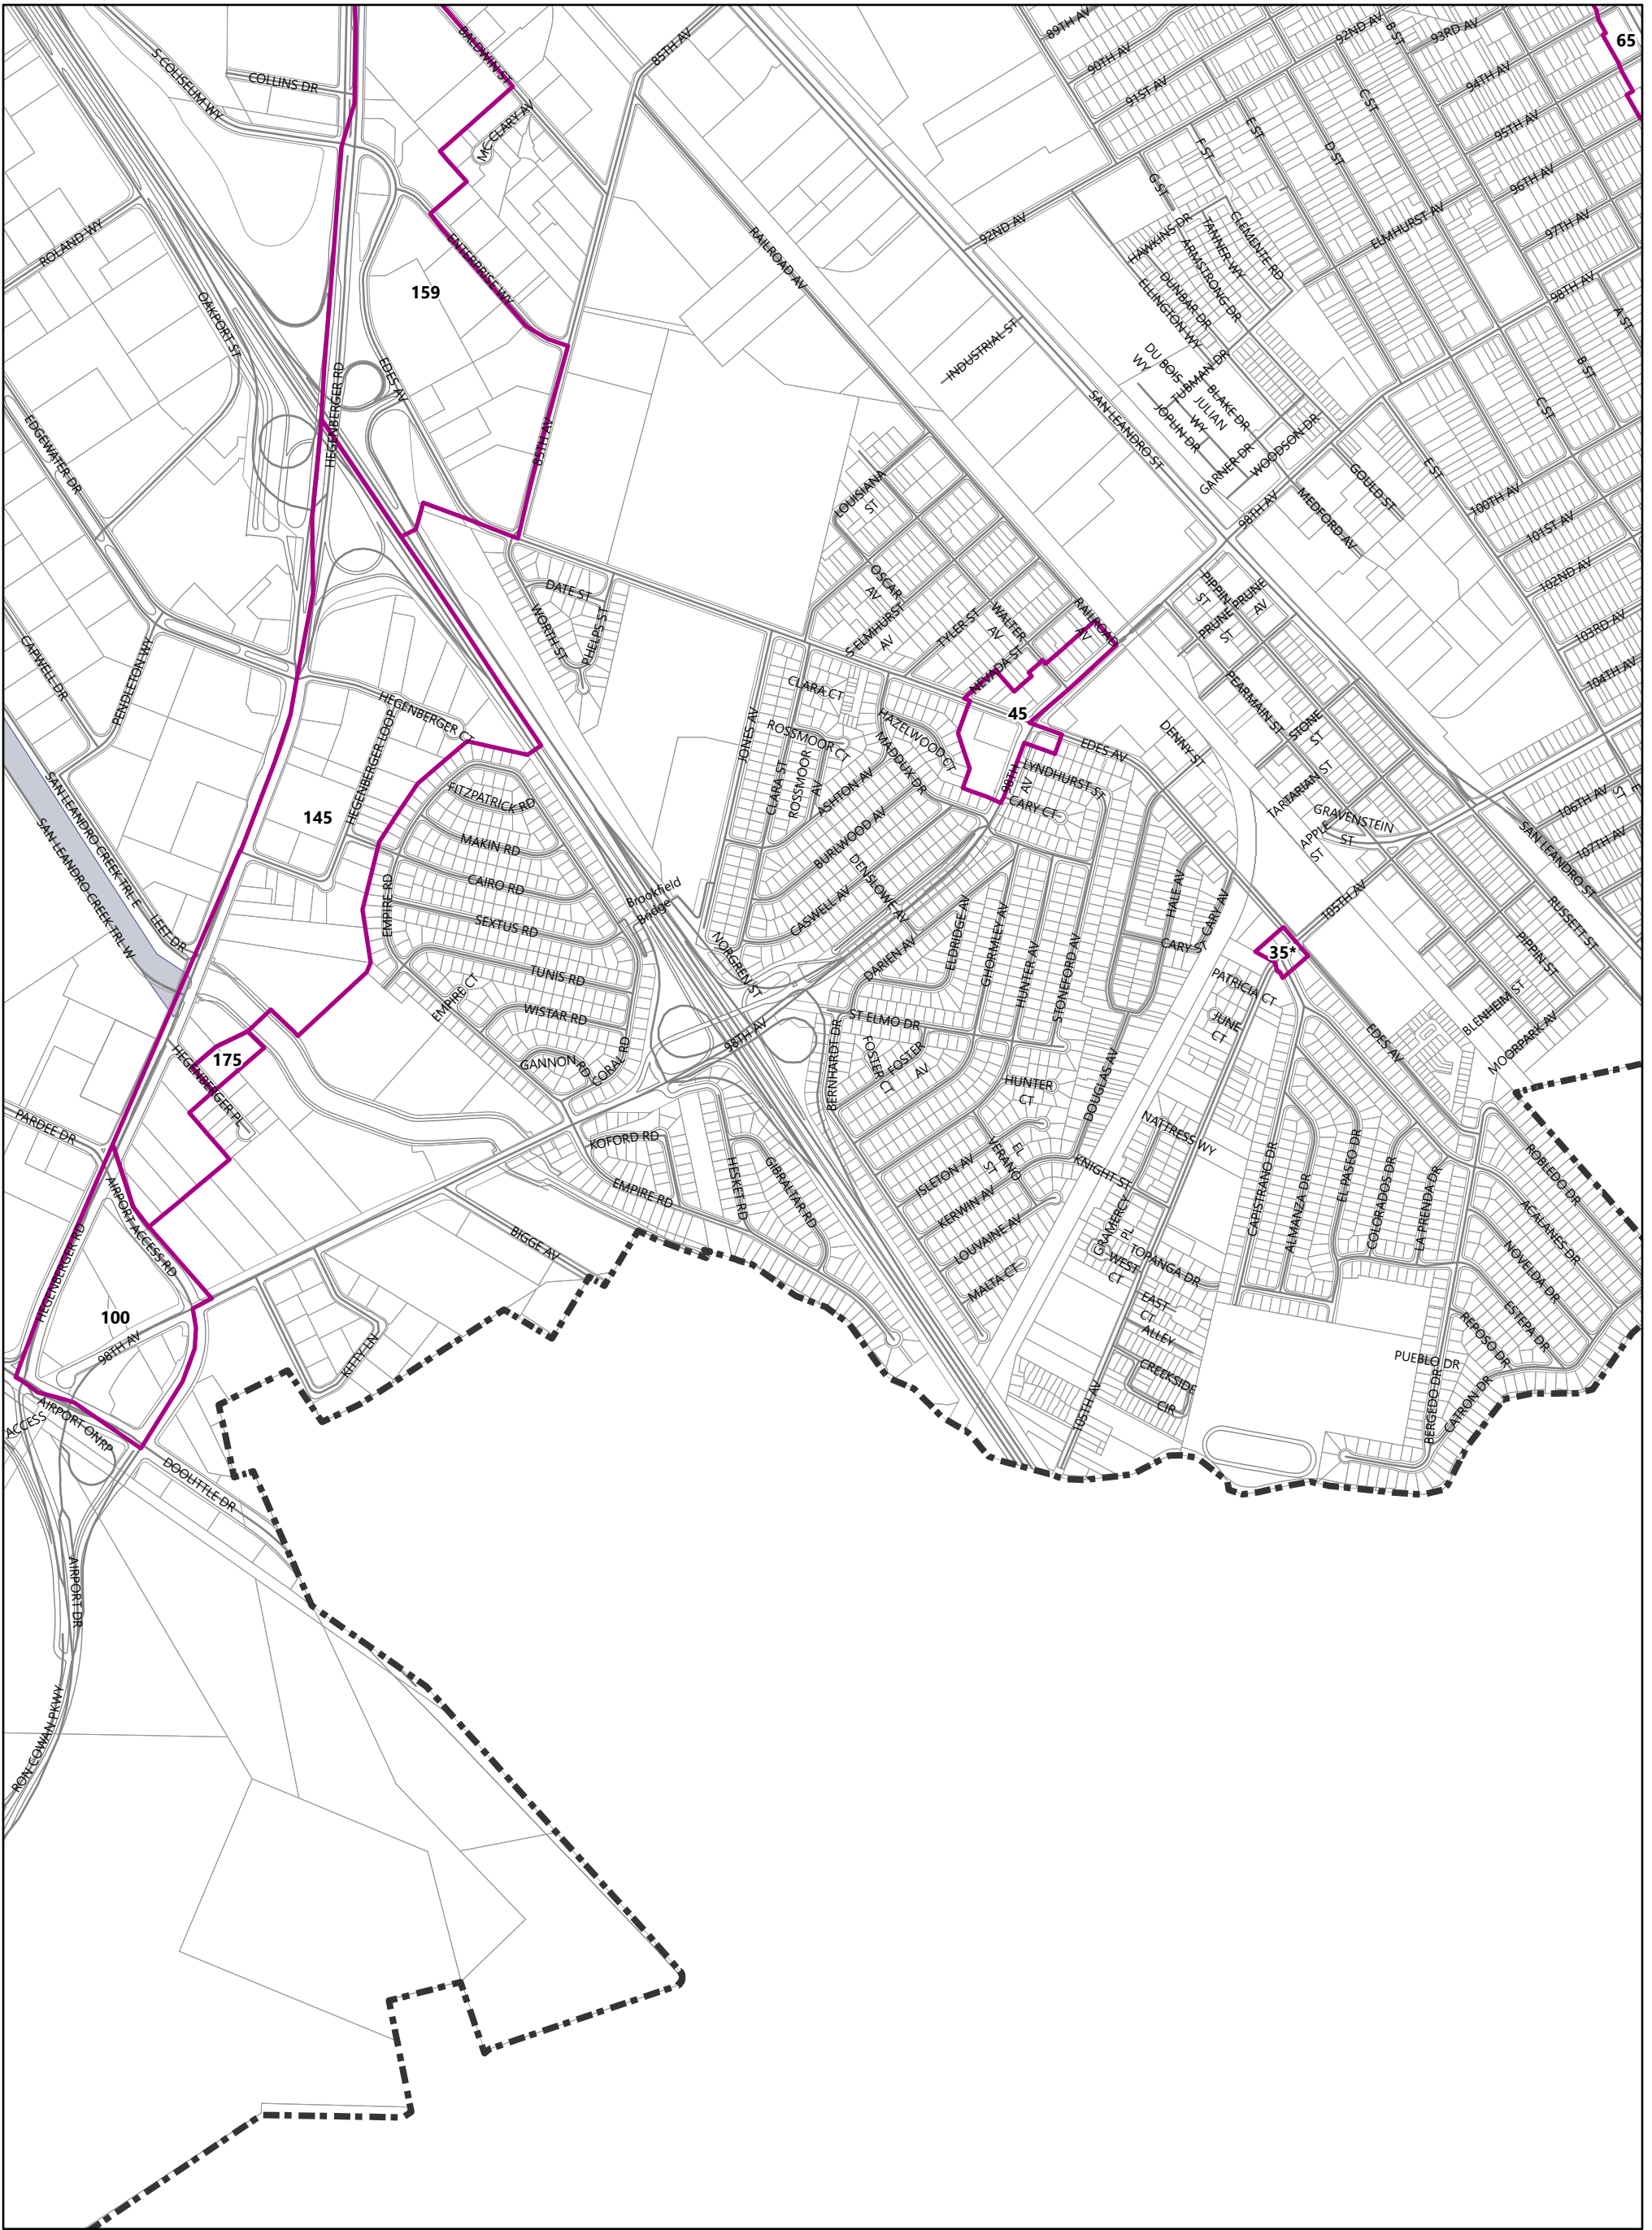 S COLISEUM WY
COLLINS DR
BALDWIN ST
MC CLARY AV
85TH AV
89TH AV
90TH AV
91ST AV
92ND AV
B ST
93RD AV
94TH AV
95TH AV
96TH AV
97TH AV
98TH AV
65
C ST
D ST
E ST
F ST
G ST
ELMHURST AV
A ST
B ST
C ST
E ST
ROLAND WY
OAKPORT ST
ENTERPRISE WY
159
RAILROAD AV
92ND AV
HAWKINS DR
TANNER WY
CLEMENTE RD
ARMSTRONG DR
DUNBAR DR
ELLINGTON WY
INDUSTRIAL ST
DU BOIS
WY
TUBMAN DR
BLAKE DR
JULIAN
WY
JOPLIN DR
GARNER DR
WOODSON DR
SAN LEANDRO ST
98TH AV
MEDFORD AV
GOULD ST
100TH AV
101ST AV
102ND AV
103RD AV
104TH AV
EDGEWATER DR
HEGENBERGER RD
EDES AV
85TH AV
LOUISIANA
ST
OSCAR
AV
S ELMHURST
AV
TYLER ST
WALTER
AV
RAILROAD
AV
NEVADA ST
45
PIPPIN
ST
PRUNE
ST
PRUNE
AV
PEARMAIN ST
STONE
ST
TARTARIAN ST
GRAVENSTEIN
ST
APPLE
ST
106TH AV
107TH AV
E
ST
SAN LEANDRO ST
DATE ST
WORTH ST
PHELPS ST
CAPWELL DR
PENDLETON WY
HEGENBERGER CT
HEGENBERGER LOOP
145
CLARA CT
ROSSMOOR CT
JONES AV
CLARA ST
ROSSMOOR
AV
HAZELWOOD CT
MADDUX DR
ASHTON AV
BURLWOOD AV
DENSLOWE AV
CASWELL AV
98TH
AV
EDES AV
LYNDHURST ST
CARY CT
DENNY ST
HALE AV
CARY AV
CARY ST
105TH AV
35*
RUSSETT ST
PIPPIN ST
BLENHEIM ST
MOORPARK AV
SAN LEANDRO CREEK TRL E
SAN LEANDRO CREEK TRL W
LEET DR
FITZPATRICK RD
MAKIN RD
CAIRO RD
SEXTUS RD
EMPIRE RD
TUNIS RD
WISTAR RD
EMPIRE CT
GANNON RD
CORAL RD
Brookfield
Bridge
NORGREN ST
98TH AV
DARIEN AV
ELDRIDGE AV
GHORMLEY AV
HUNTER AV
STONEFORD AV
ST ELMO DR
BERNHARDT DR
FOSTER CT
FOSTER
AV
HUNTER
CT
DOUGLAS AV
PATRICIA CT
JUNE
CT
EDES AV
HEGENBERGER PL
175
PARDEE DR
KOFORD RD
EMPIRE RD
HESKET RD
GIBRALTAR RD
BIGGE AV
EL
VERANO
ST
ISLETON AV
KERWIN AV
LOUVAINE AV
MALTA CT
KNIGHT ST
NATTRESS WY
GRAMERCY
PL
WEST
CT
TOPANGA DR
EAST
CT
ALLEY
CREEKSIDE
CIR
105TH AV
CAPISTRANO DR
ALMANZA DR
EL PASEO DR
COLORADOS DR
LA PRENDA DR
ROBLEDO DR
ACALANES DR
NOVELDA DR
ESTEPA DR
REPOSO DR
PUEBLO DR
BERGEDO DR
CATRON DR
HEGENBERGER RD
AIRPORT ACCESS RD
100
98TH AV
KITTY LN
AIRPORT ONRP
ACCESS
DOOLITTLE DR
AIRPORT DR
RON COWAN PKWY